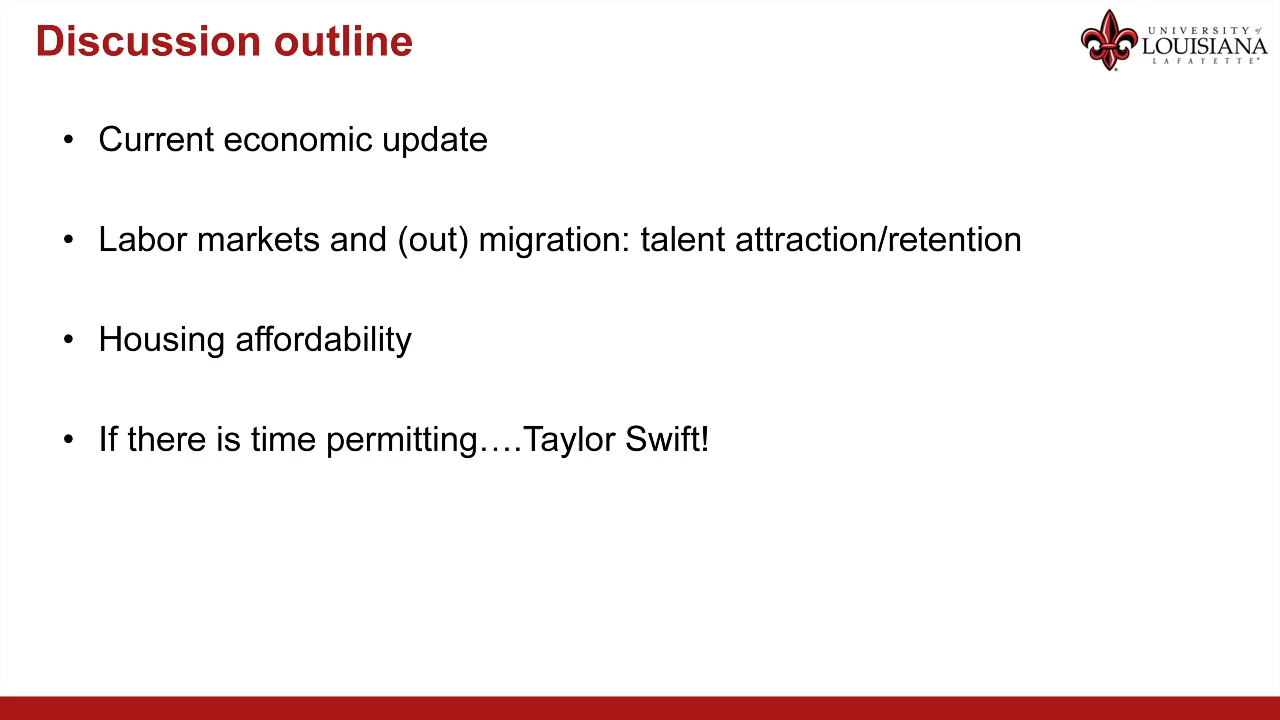 Discussion outline
UNIVERSITY of
LOUISIANA
LAFAYETTE®
• Current economic update
• Labor markets and (out) migration: talent attraction/retention
• Housing affordability
• If there is time permitting….Taylor Swift!